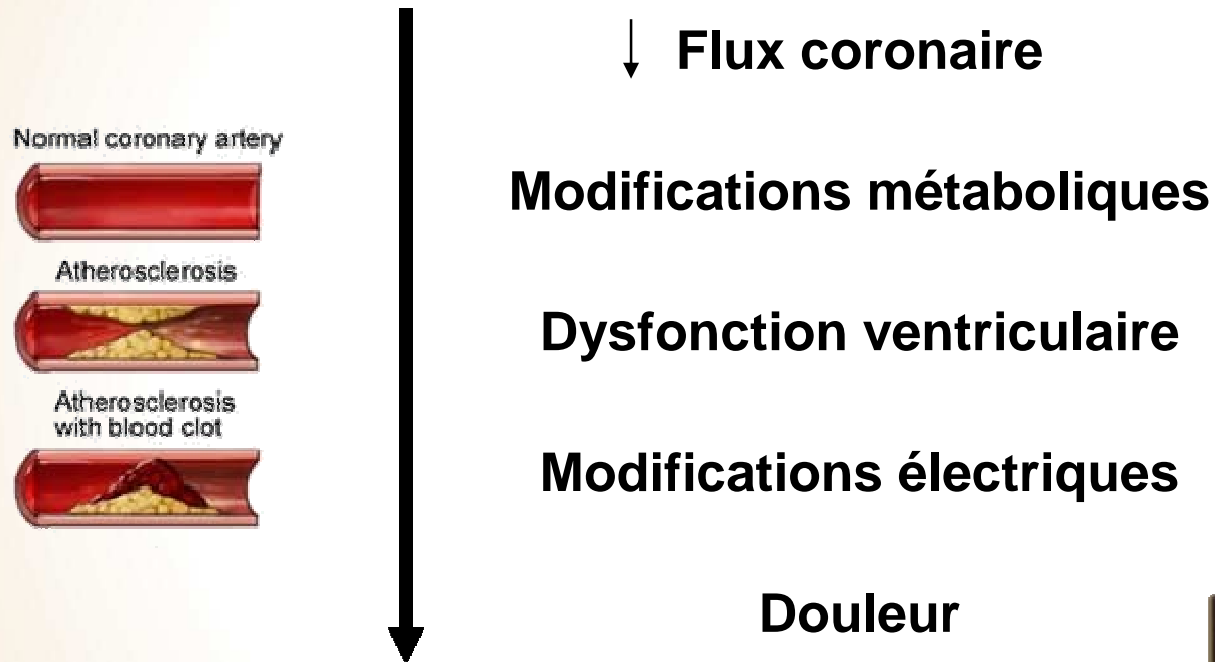 ↓ Flux coronaire
Normal coronary artery
Modifications métaboliques
Atherosclerosis
Dysfonction ventriculaire
Atherosclerosis
with blood clot
Modifications électriques
Douleur